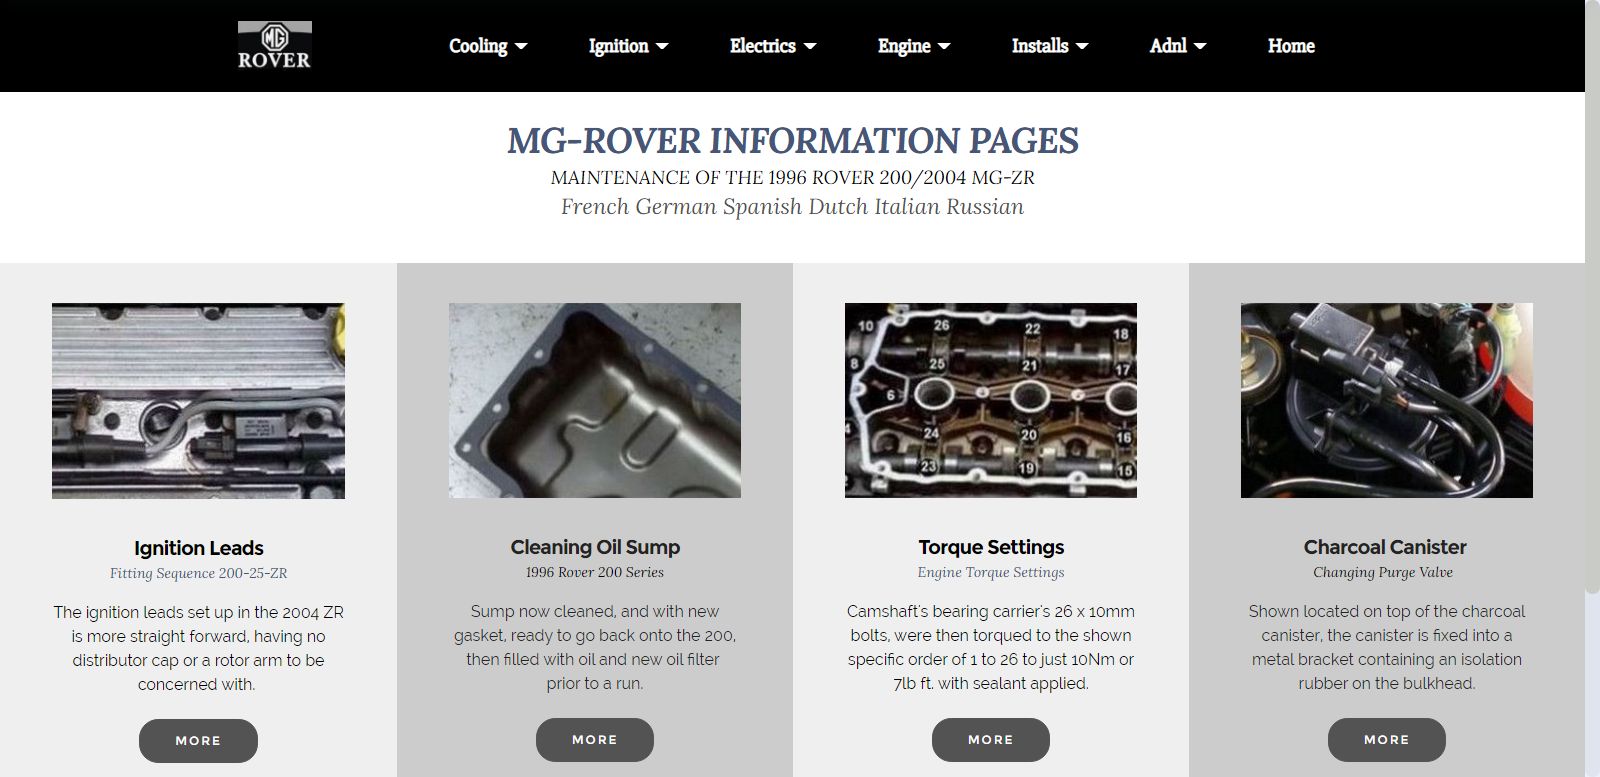 MG
ROVER
Cooling
Ignition
Electrics
Engine
Installs
Adnl
Home
MG-ROVER INFORMATION PAGES
MAINTENANCE OF THE 1996 ROVER 200/2004 MG-ZR
French German Spanish Dutch Italian Russian
10
26
22
18
8
25
21
17
6
24
20
16
23
19
15
Ignition Leads
Fitting Sequence 200-25-ZR
The ignition leads set up in the 2004 ZR
is more straight forward, having no
distributor cap or a rotor arm to be
concerned with.
MORE
Cleaning Oil Sump
1996 Rover 200 Series
Sump now cleaned, and with new
gasket, ready to go back onto the 200,
then filled with oil and new oil filter
prior to a run.
MORE
Torque Settings
Engine Torque Settings
Camshaft's bearing carrier's 26 x 10mm
bolts, were then torqued to the shown
specific order of 1 to 26 to just 10Nm or
7lb ft. with sealant applied.
MORE
Charcoal Canister
Changing Purge Valve
Shown located on top of the charcoal
canister, the canister is fixed into a
metal bracket containing an isolation
rubber on the bulkhead.
MORE